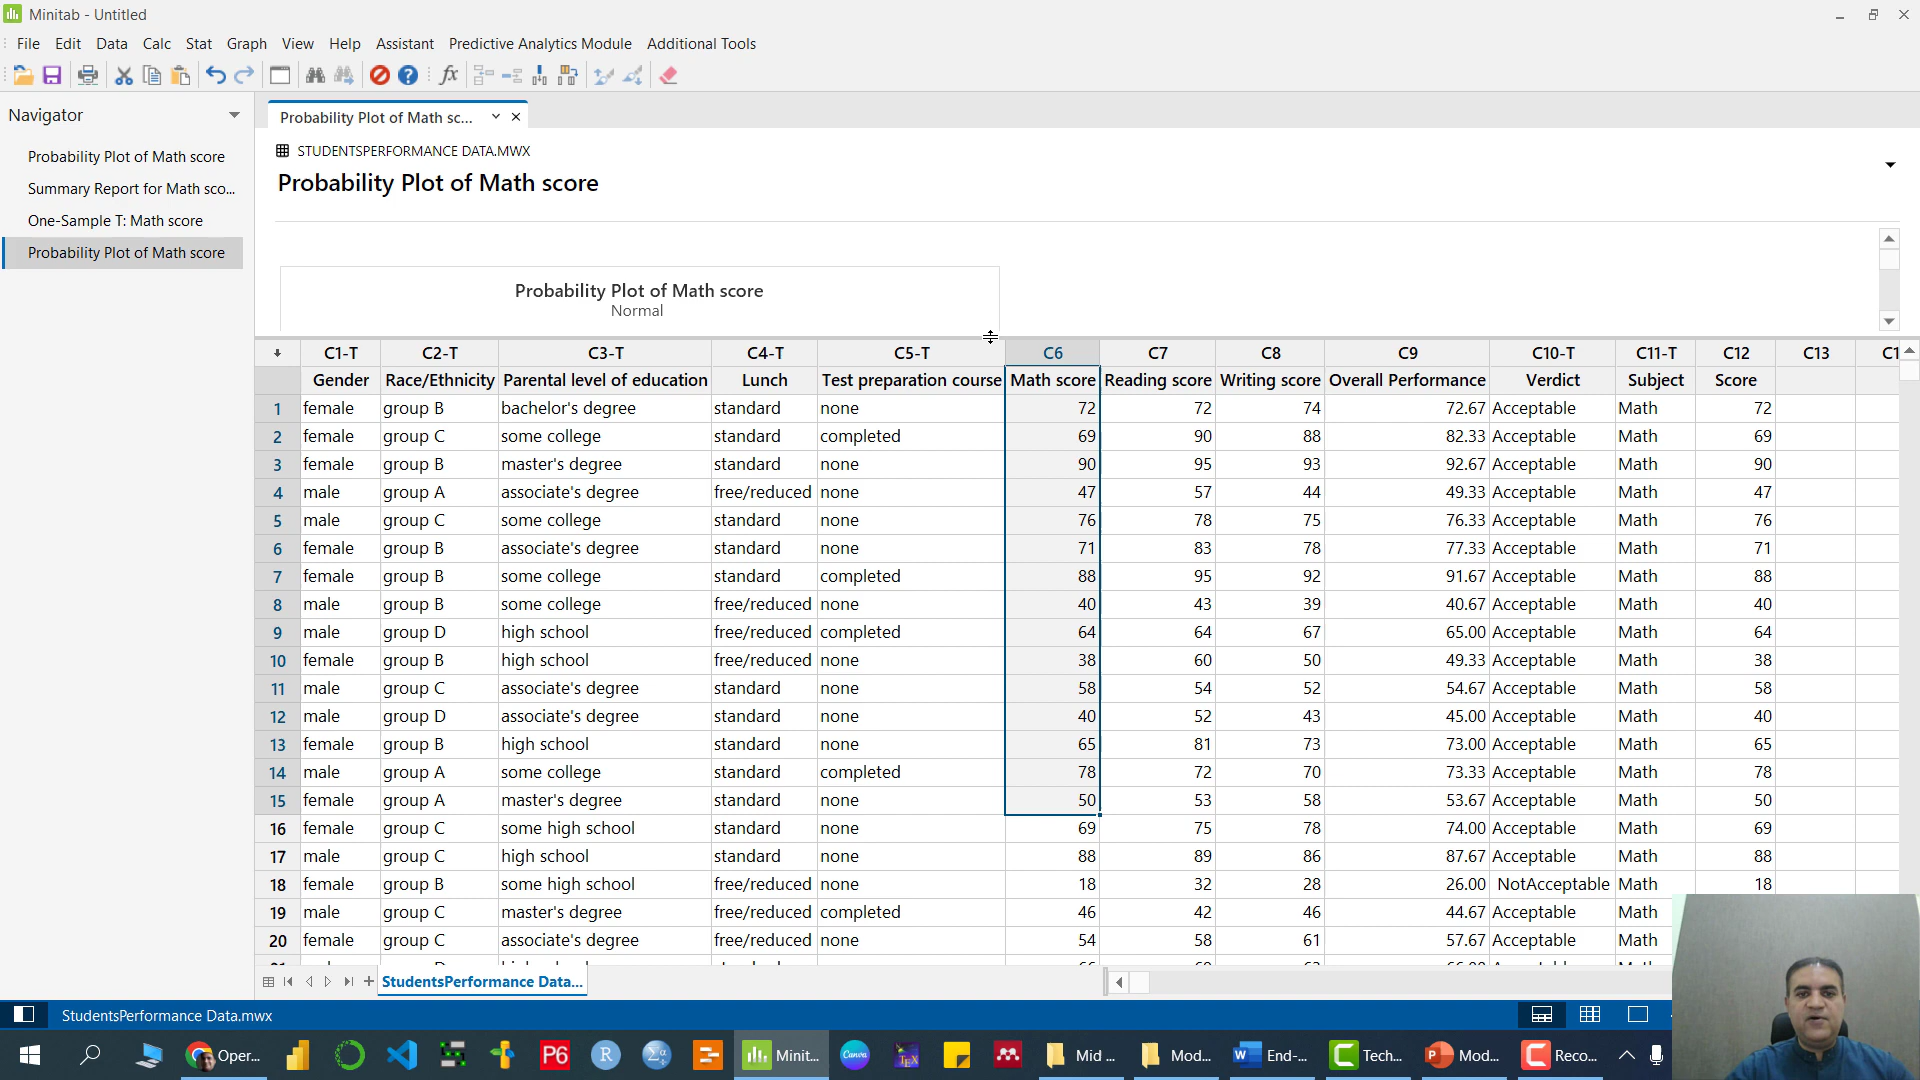 Minitab - Untitled
File Edit Data Calc Stat Graph View Help Assistant Predictive Analytics Module Additional Tools
Navigator
Probability Plot of Math score
Summary Report for Math sco...
One-Sample T: Math score
Probability Plot of Math score
Probability Plot of Math sc...
STUDENTSPERFORMANCE DATA.MWX
Probability Plot of Math score
Probability Plot of Math score
Normal
C1-T C2-T C3-T C4-T C5-T C6 C7 C8 C9 C10-T C11-T C12 C13 C1
Gender Race/Ethnicity Parental level of education Lunch Test preparation course Math score Reading score Writing score Overall Performance Verdict Subject Score
1 female group B bachelor's degree standard none 72 72 74 72.67 Acceptable Math 72
2 female group C some college standard completed 69 90 88 82.33 Acceptable Math 69
3 female group B master's degree standard none 90 95 93 92.67 Acceptable Math 90
4 male group A associate's degree free/reduced none 47 57 44 49.33 Acceptable Math 47
5 male group C some college standard none 76 78 75 76.33 Acceptable Math 76
6 female group B associate's degree standard none 71 83 78 77.33 Acceptable Math 71
7 female group B some college standard completed 88 95 92 91.67 Acceptable Math 88
8 male group B some college free/reduced none 40 43 39 40.67 Acceptable Math 40
9 male group D high school free/reduced completed 64 64 67 65.00 Acceptable Math 64
10 female group B high school free/reduced none 38 60 50 49.33 Acceptable Math 38
11 male group C associate's degree standard none 58 54 52 54.67 Acceptable Math 58
12 male group D associate's degree standard none 40 52 43 45.00 Acceptable Math 40
13 female group B high school standard none 65 81 73 73.00 Acceptable Math 65
14 male group A some college standard completed 78 72 70 73.33 Acceptable Math 78
15 female group A master's degree standard none 50 53 58 53.67 Acceptable Math 50
16 female group C some high school standard none 69 75 78 74.00 Acceptable Math 69
17 male group C high school standard none 88 89 86 87.67 Acceptable Math 88
18 female group B some high school free/reduced none 18 32 28 26.00 NotAcceptable Math 18
19 male group C master's degree free/reduced completed 46 42 46 44.67 Acceptable Math
20 female group C associate's degree free/reduced none 54 58 61 57.67 Acceptable Math
StudentsPerformance Data...
StudentsPerformance Data.mwx
Oper... P6 R Minit... Canva TEX Mid ... Mod... End-... Tech... Mod... Reco...